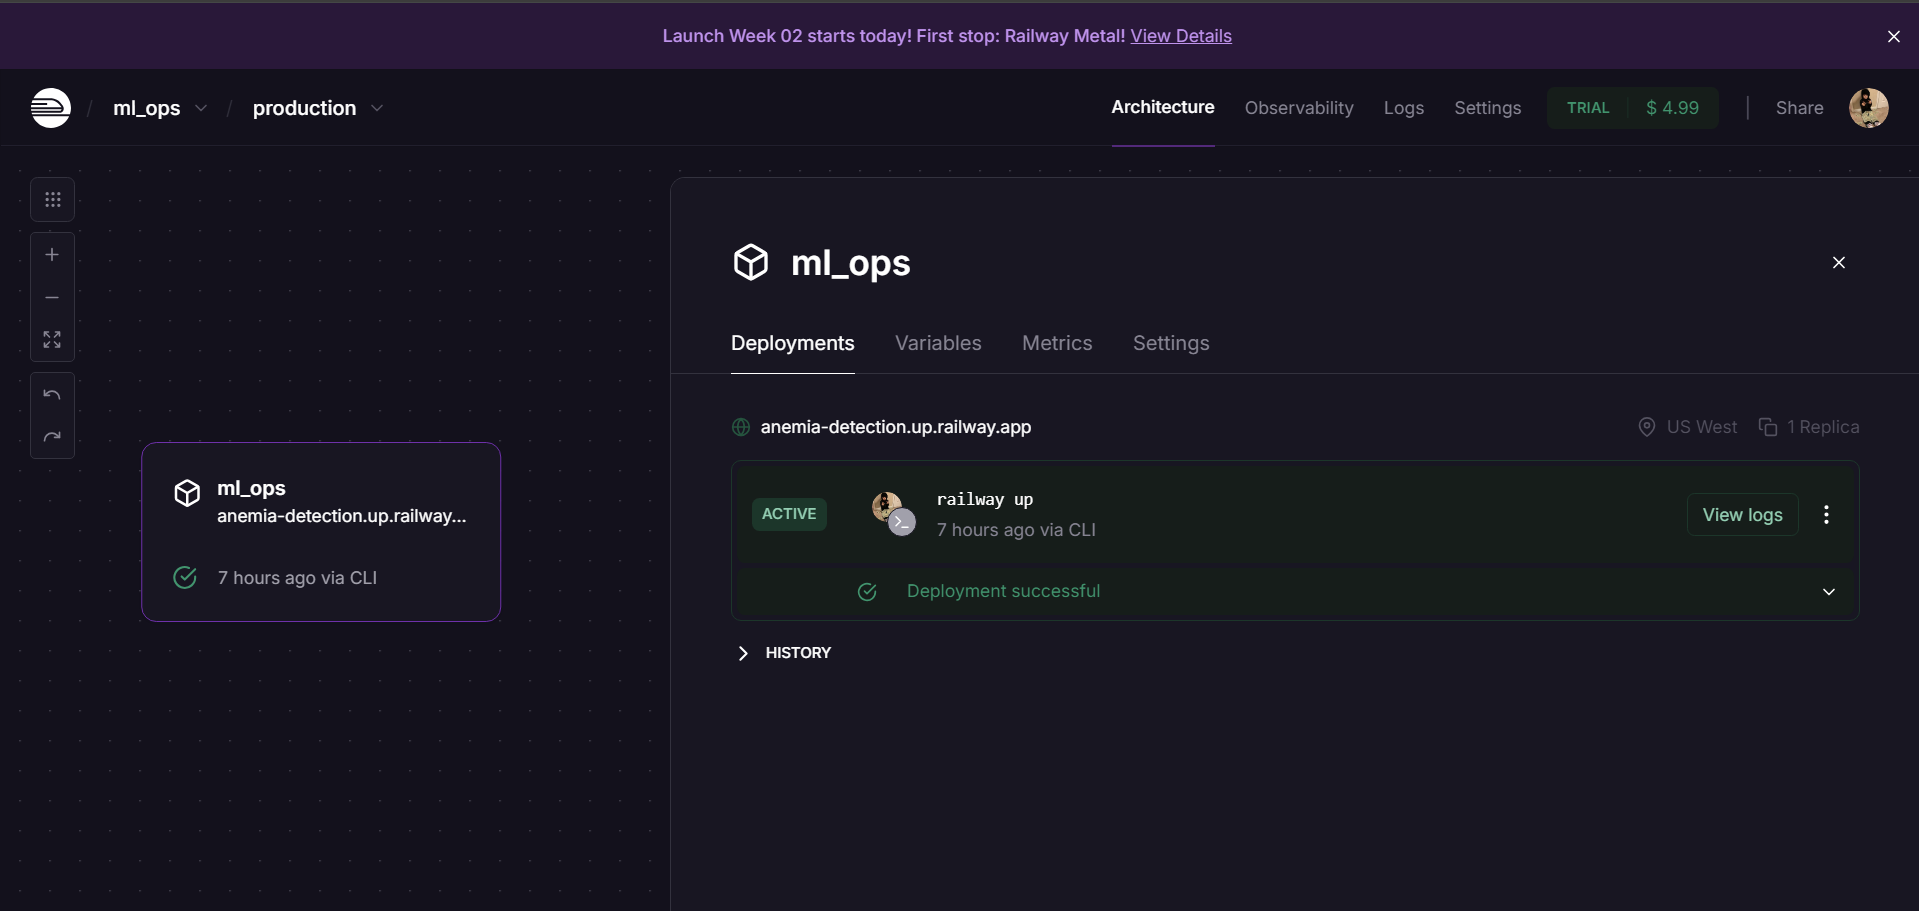 Launch Week 02 starts today! First stop: Railway Metal! View Details
/ ml_ops / production
Architecture Observability Logs Settings TRIAL $ 4.99 Share
ml_ops
Deployments Variables Metrics Settings
anemia-detection.up.railway.app US West 1 Replica
ACTIVE railway up View logs
7 hours ago via CLI
Deployment successful
HISTORY
ml_ops
anemia-detection.up.railway...
7 hours ago via CLI